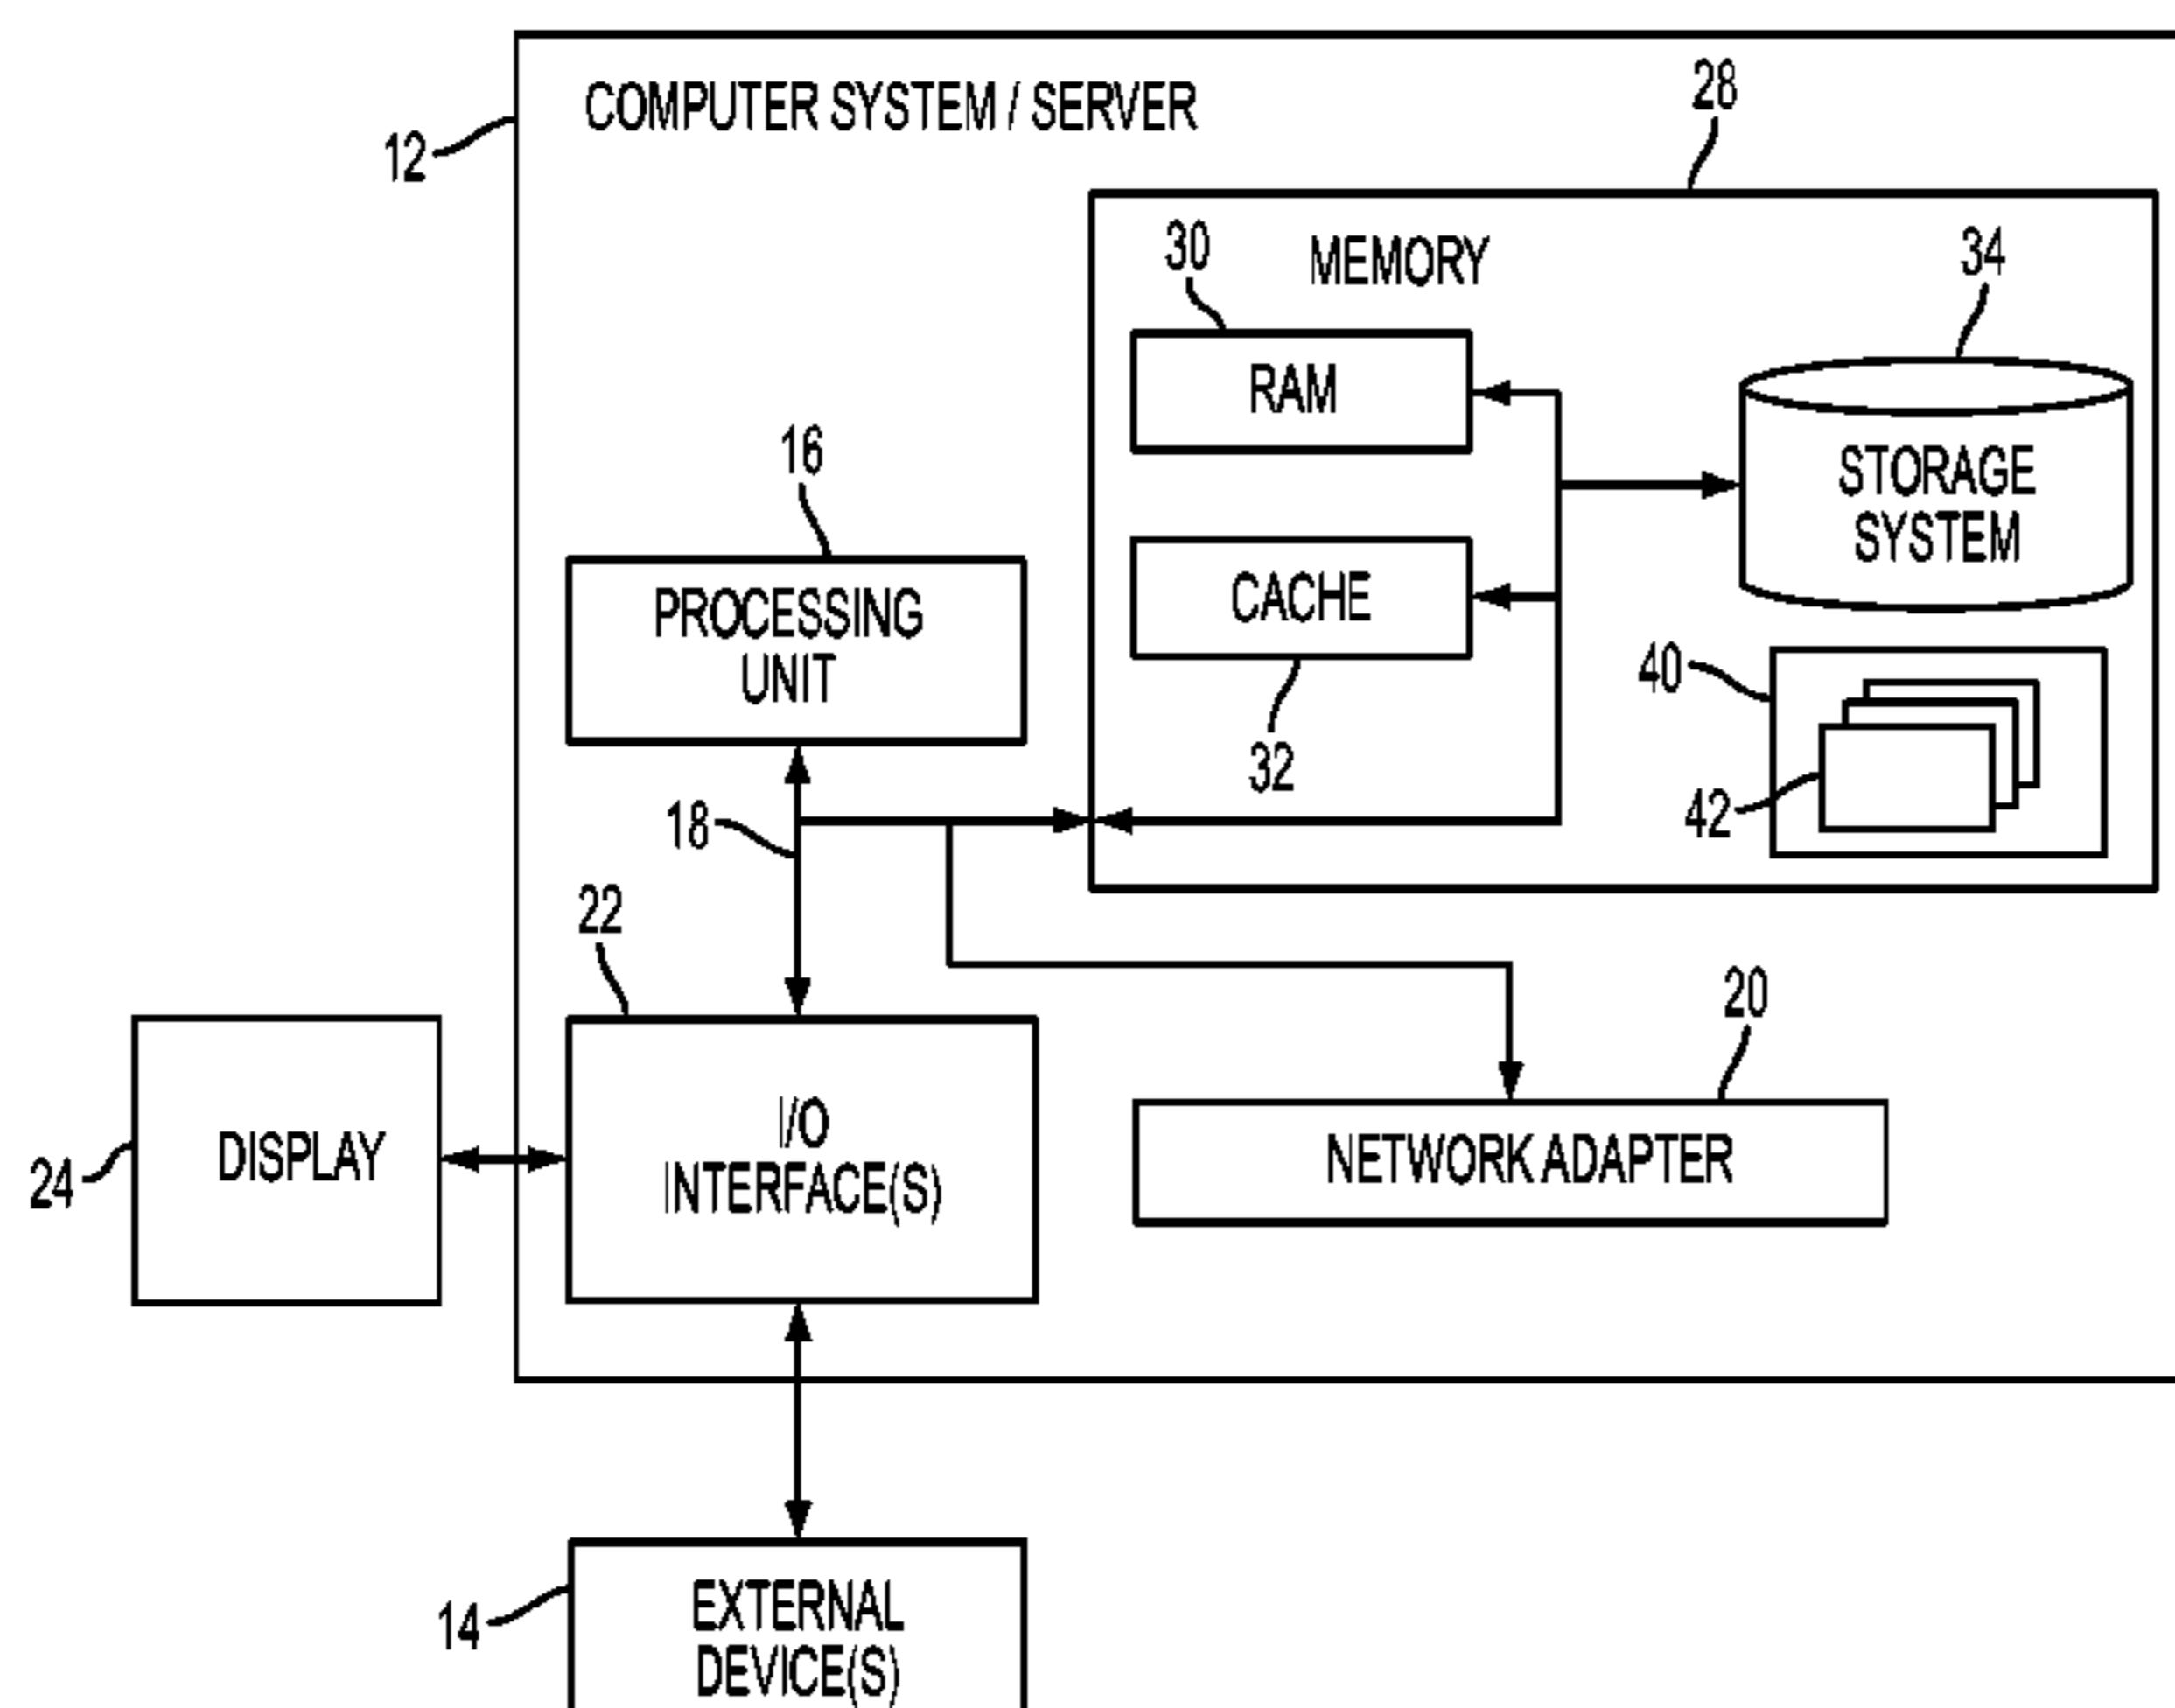 COMPUTER SYSTEM / SERVER
12
28
MEMORY
30
34
RAM
STORAGE
SYSTEM
16
PROCESSING
UNIT
CACHE
32
40
42
18
22
20
I/O
INTERFACE(S)
DISPLAY
24
NETWORK ADAPTER
14
EXTERNAL
DEVICE(S)